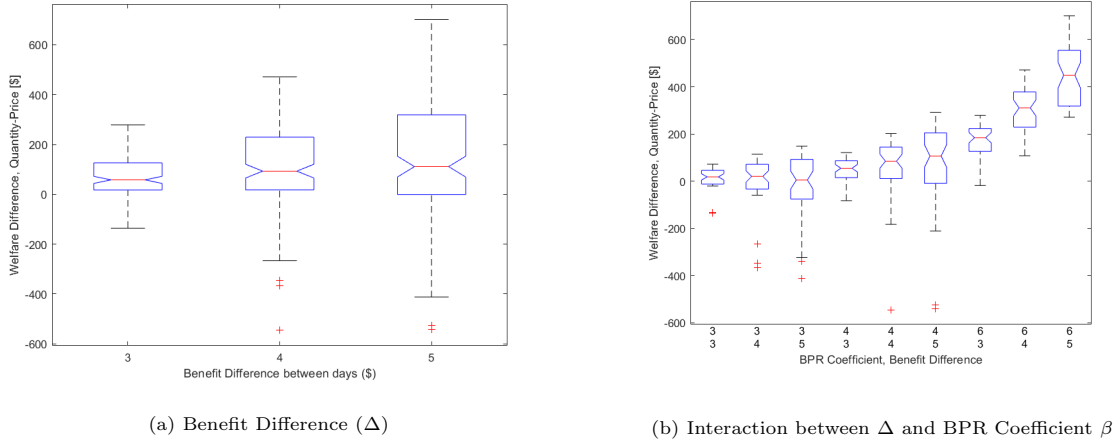 Welfare Difference, Quantity-Price [$]
600
400
200
0
-200
-400
-600
3 4 5
Benefit Difference between days ($)
(a) Benefit Difference (Δ)
Welfare Difference, Quantity-Price [$]
600
400
200
0
-200
-400
-600
3 3 3 4 4 4 6 6 6
3 4 5 3 4 5 3 4 5
BPR Coefficient, Benefit Difference
(b) Interaction between Δ and BPR Coefficient β